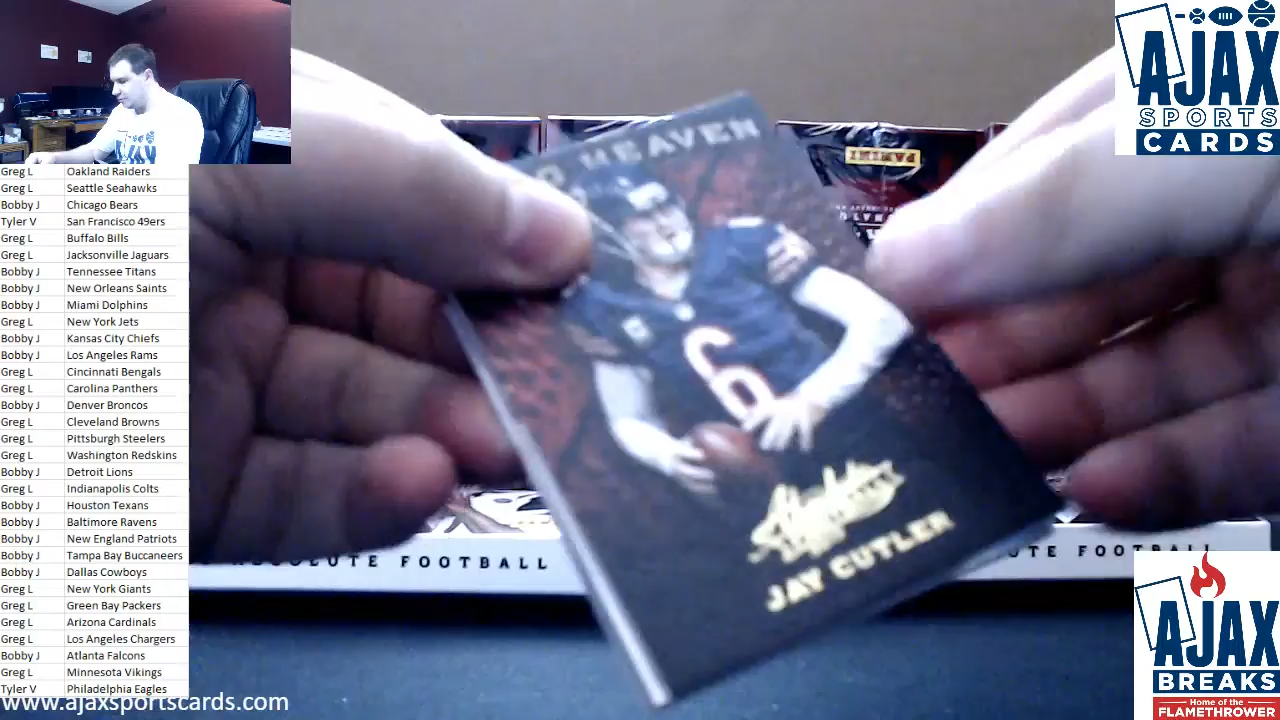 Greg L Oakland Raiders
Greg L Seattle Seahawks
Bobby J Chicago Bears
Tyler V San Francisco 49ers
Greg L Buffalo Bills
Greg L Jacksonville Jaguars
Bobby J Tennessee Titans
Bobby J New Orleans Saints
Bobby J Miami Dolphins
Greg L New York Jets
Bobby J Kansas City Chiefs
Bobby J Los Angeles Rams
Greg L Cincinnati Bengals
Greg L Carolina Panthers
Bobby J Denver Broncos
Greg L Cleveland Browns
Greg L Pittsburgh Steelers
Greg L Washington Redskins
Bobby J Detroit Lions
Greg L Indianapolis Colts
Bobby J Houston Texans
Bobby J Baltimore Ravens
Bobby J New England Patriots
Bobby J Tampa Bay Buccaneers
Bobby J Dallas Cowboys
Greg L New York Giants
Greg L Green Bay Packers
Greg L Arizona Cardinals
Greg L Los Angeles Chargers
Bobby J Atlanta Falcons
Greg L Minnesota Vikings
Tyler V Philadelphia Eagles
www.ajaxsportscards.com
HEAVEN
6
Absolute
JAY CUTLER
PANINI
FOOTBALL
FOOTBALL
AJAX
SPORTS
CARDS
AJAX
BREAKS
Home of the
FLAMETHROWER